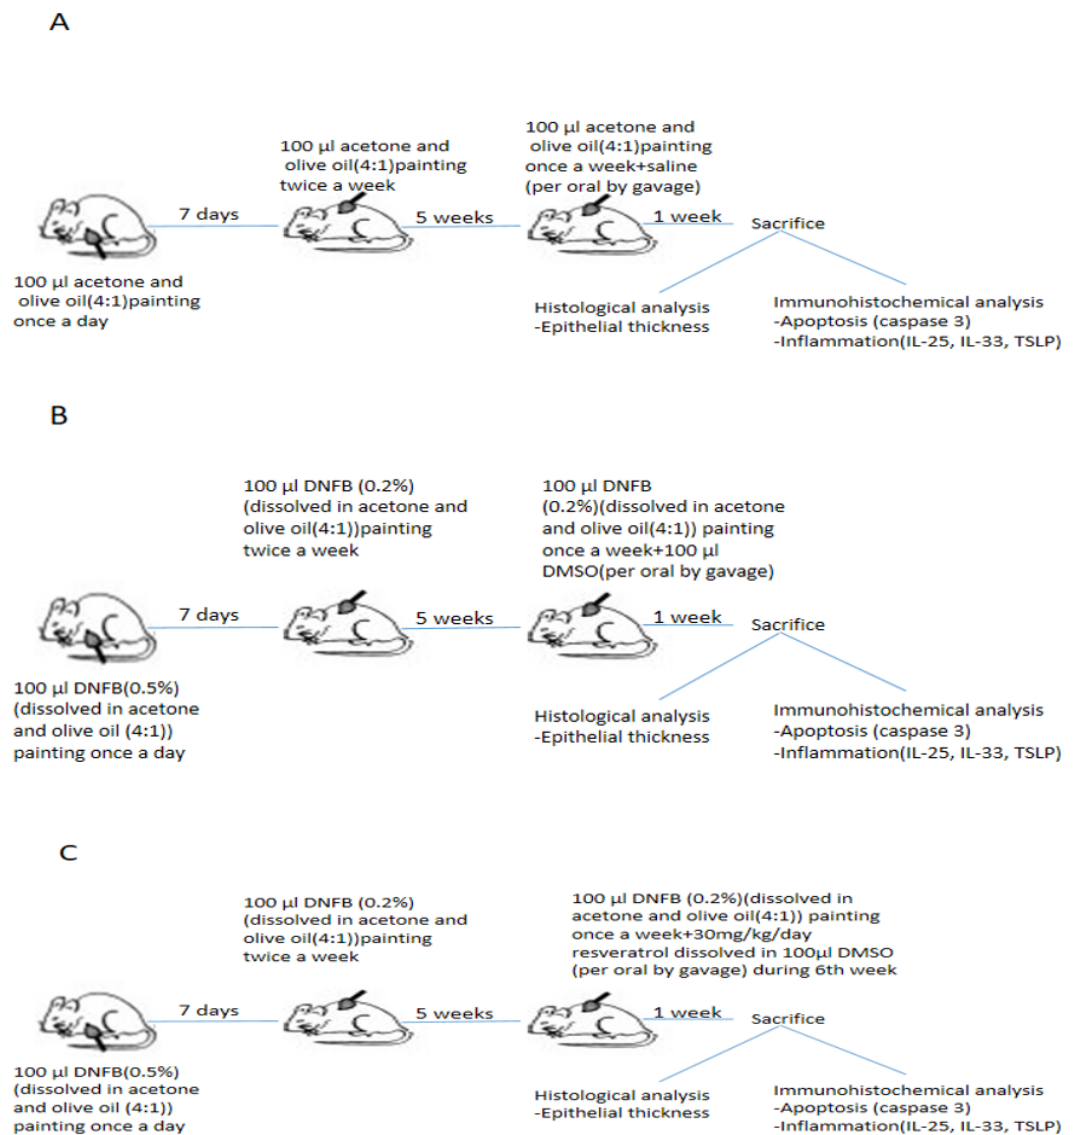 A
100 µl acetone and
olive oil(4:1)painting
once a week+saline
(per oral by gavage)
100 µl acetone and
olive oil(4:1)painting
twice a week
7 days
5 weeks
1 week
Sacrifice
100 µl acetone and
olive oil(4:1)painting
once a day
Histological analysis
-Epithelial thickness
Immunohistochemical analysis
-Apoptosis (caspase 3)
-Inflammation(IL-25, IL-33, TSLP)
B
100 µl DNFB (0.2%)
(dissolved in acetone and
olive oil(4:1))painting
twice a week
100 µl DNFB
(0.2%)(dissolved in acetone
and olive oil(4:1)) painting
once a week+100 µl
DMSO(per oral by gavage)
7 days
5 weeks
1 week
Sacrifice
100 µl DNFB(0.5%)
(dissolved in acetone
and olive oil (4:1))
painting once a day
Histological analysis
-Epithelial thickness
Immunohistochemical analysis
-Apoptosis (caspase 3)
-Inflammation(IL-25, IL-33, TSLP)
C
100 µl DNFB (0.2%)
(dissolved in acetone and
olive oil(4:1))painting
twice a week
100 µl DNFB (0.2%)(dissolved in
acetone and olive oil(4:1)) painting
once a week+30mg/kg/day
resveratrol dissolved in 100µl DMSO
(per oral by gavage) during 6th week
7 days
5 weeks
1 week
Sacrifice
100 µl DNFB(0.5%)
(dissolved in acetone
and olive oil (4:1))
painting once a day
Histological analysis
-Epithelial thickness
Immunohistochemical analysis
-Apoptosis (caspase 3)
-Inflammation(IL-25, IL-33, TSLP)